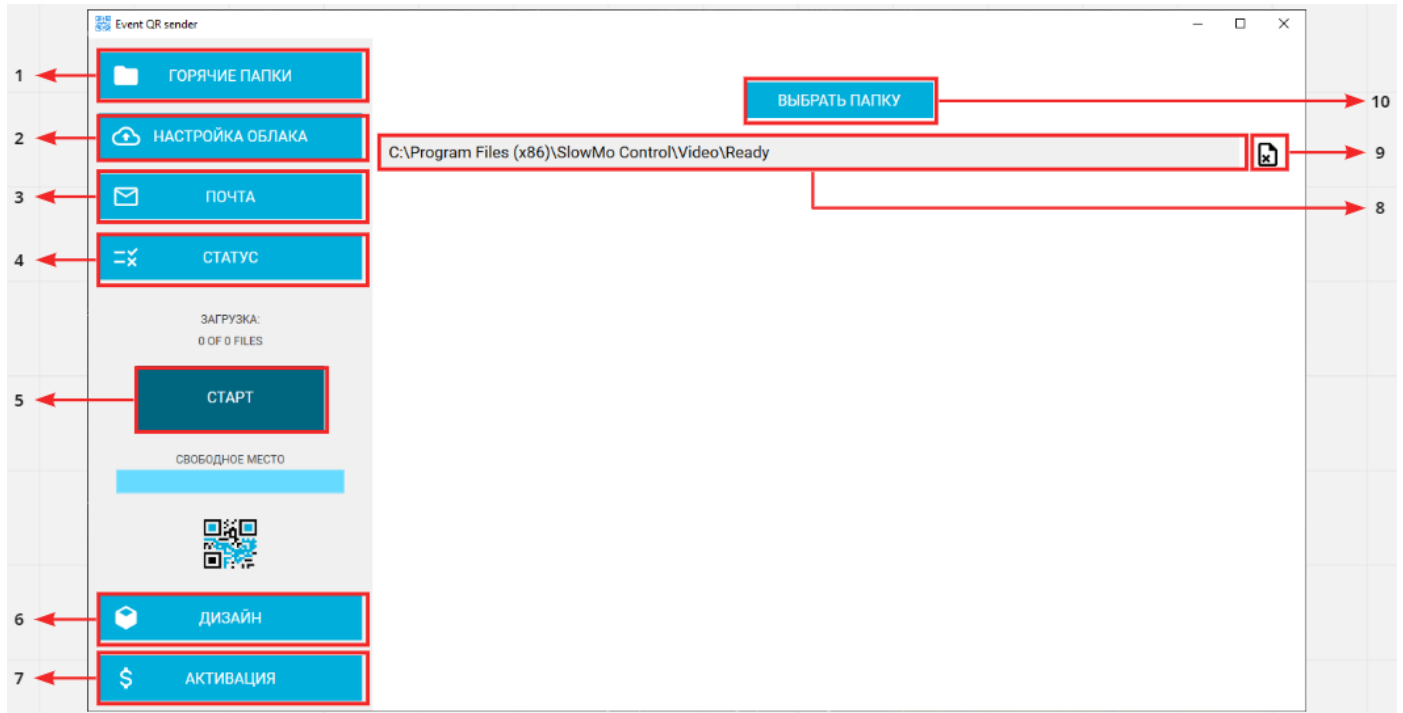 Event QR sender
1
ГОРЯЧИЕ ПАПКИ
2
НАСТРОЙКА ОБЛАКА
3
ПОЧТА
4
СТАТУС
ЗАГРУЗКА:
0 OF 0 FILES
5
СТАРТ
СВОБОДНОЕ МЕСТО
6
ДИЗАЙН
7
АКТИВАЦИЯ
ВЫБРАТЬ ПАПКУ
10
C:\Program Files (x86)\SlowMo Control\Video\Ready
9
8